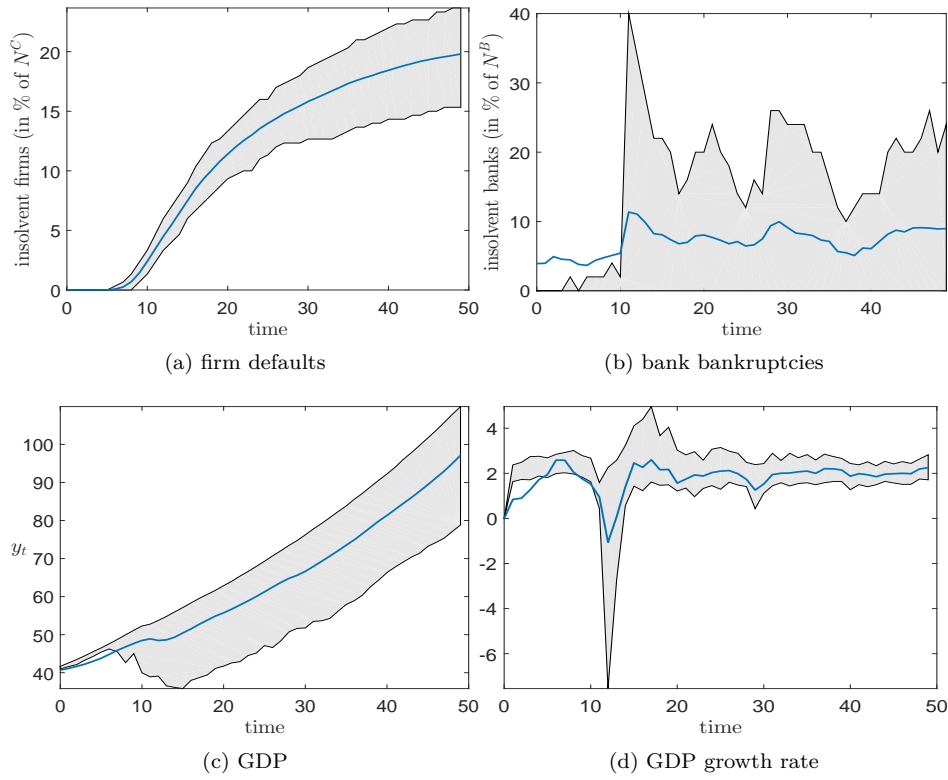 insolvent firms (in % of N^C)
20
15
10
5
0
0 10 20 30 40 50
time
(a) firm defaults
insolvent banks (in % of N^B)
40
30
20
10
0
0 10 20 30 40
time
(b) bank bankruptcies
y_t
100
90
80
70
60
50
40
0 10 20 30 40 50
time
(c) GDP
4
2
0
-2
-4
-6
0 10 20 30 40 50
time
(d) GDP growth rate